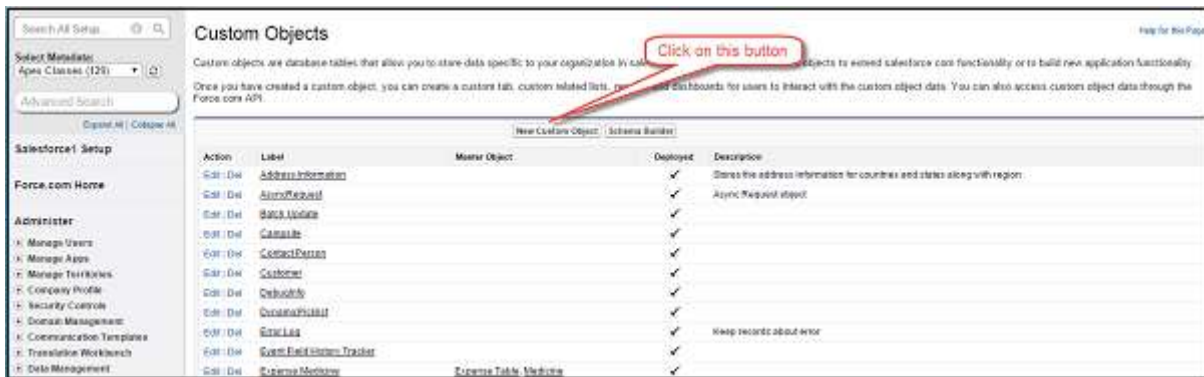 Search All Setup
Select Metadata:
Apex Classes (129)
Advanced Search
Expand All | Collapse All
Salesforce1 Setup
Force.com Home
Administer
Manage Users
Manage Apps
Manage Territories
Company Profile
Security Controls
Domain Management
Communication Templates
Translation Workbench
Data Management
Custom Objects
Help for this Page
Click on this button
Custom objects are database tables that allow you to store data specific to your organization in objects to extend salesforce.com functionality or to build new application functionality.
Once you have created a custom object, you can create a custom tab, custom related lists, and dashboards for users to interact with the custom object data. You can also access custom object data through the
Force.com API.
New Custom Object Schema Builder
Action Label Master Object Deployed Description
Edit | Del Address Information Stores the address information for countries and states along with region
Edit | Del AsyncRequest Async Request object
Edit | Del Batch Update
Edit | Del Campsite
Edit | Del ContactPerson
Edit | Del Customer
Edit | Del DebugInfo
Edit | Del DynamicPicklist
Edit | Del Error Log Keep records about error
Edit | Del Event Field History Tracker
Edit | Del Expense Medicine Expense Table, Medicine